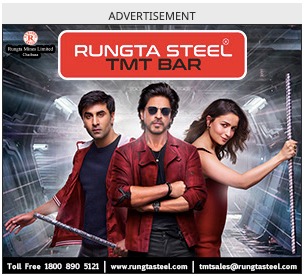 ADVERTISEMENT
R
Rungta Mines Limited
Chaibasa
RUNGTA STEEL®
TMT BAR
Toll Free 1800 890 5121 | www.rungtasteel.com | tmtsales@rungtasteel.com